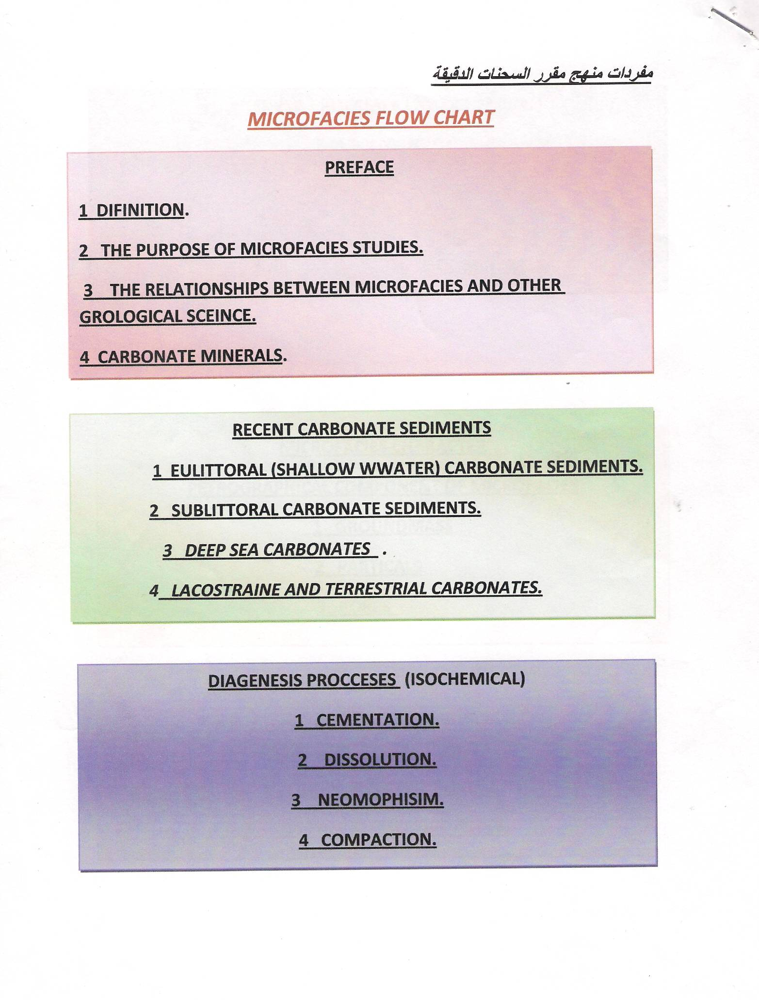 مفردات منهج مقرر السحنات الدقيقة
MICROFACIES FLOW CHART
PREFACE
1 DIFINITION.
2 THE PURPOSE OF MICROFACIES STUDIES.
3 THE RELATIONSHIPS BETWEEN MICROFACIES AND OTHER
GROLOGICAL SCEINCE.
4 CARBONATE MINERALS.
RECENT CARBONATE SEDIMENTS
1 EULITTORAL (SHALLOW WWATER) CARBONATE SEDIMENTS.
2 SUBLITTORAL CARBONATE SEDIMENTS.
3 DEEP SEA CARBONATES .
4 LACOSTRAINE AND TERRESTRIAL CARBONATES.
DIAGENESIS PROCCESES (ISOCHEMICAL)
1 CEMENTATION.
2 DISSOLUTION.
3 NEOMOPHISIM.
4 COMPACTION.